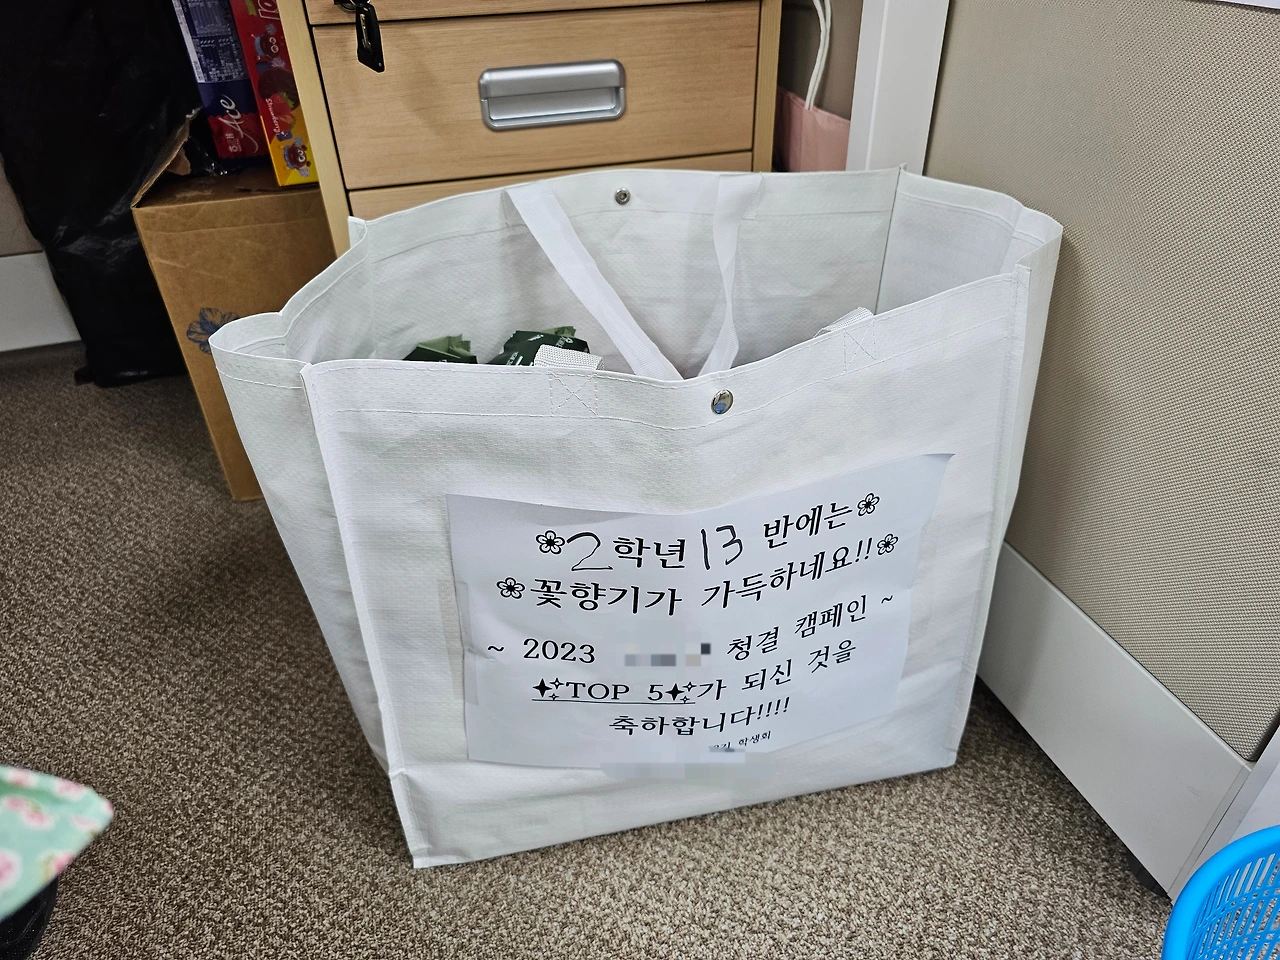 Ace
❀2학년 13 반에는❀
❀꽃향기가 가득하네요!!❀
~ 2023 청결 캠페인 ~
TOP 5가 되신 것을
축하합니다!!!!
학생회